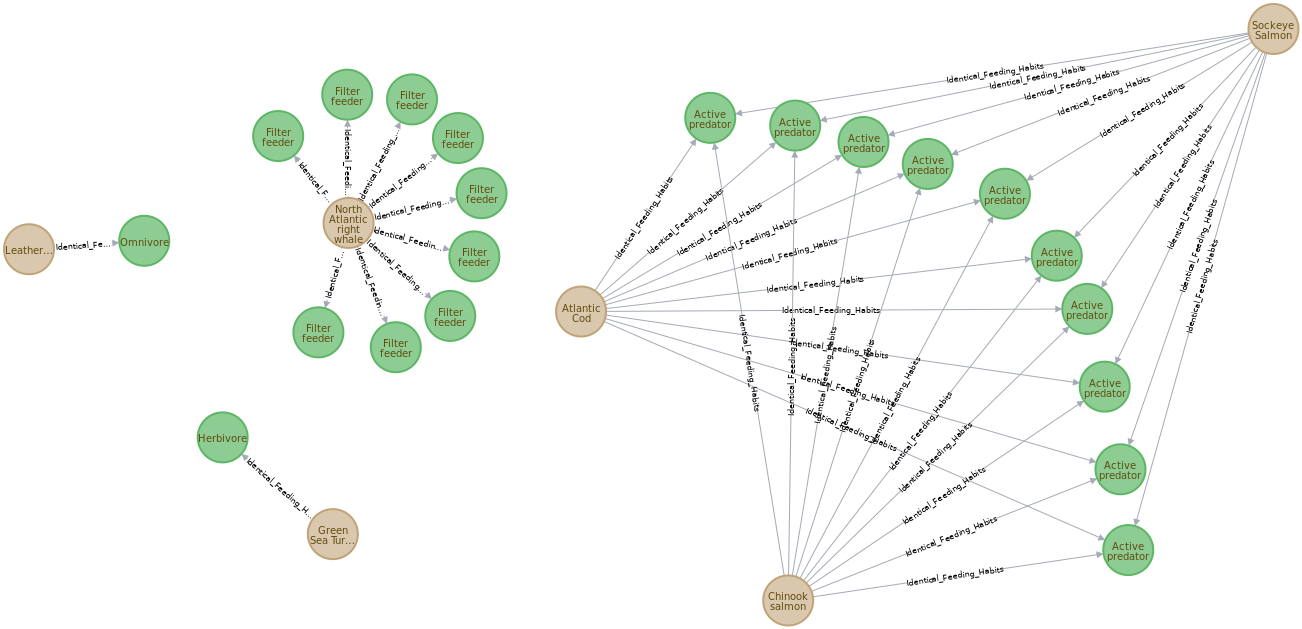 Sockeye
Salmon
Identical_Feeding_Habits
Identical_Feeding_Habits
Identical_Feeding_Habits
Identical_Feeding_Habits
Identical_Feeding_Habits
Identical_Feeding_Habits
Identical_Feeding_Habits
Identical_Feeding_Habits
Identical_Feeding_Habits
Identical_Feeding_Habits
Active
predator
Active
predator
Active
predator
Active
predator
Active
predator
Active
predator
Active
predator
Active
predator
Active
predator
Active
predator
Atlantic
Cod
Identical_Feeding_Habits
Identical_Feeding_Habits
Identical_Feeding_Habits
Identical_Feeding_Habits
Identical_Feeding_Habits
Identical_Feeding_Habits
Identical_Feeding_Habits
Identical_Feeding_Habits
Identical_Feeding_Habits
Identical_Feeding_Habits
Chinook
salmon
Identical_Feeding_Habits
Identical_Feeding_Habits
Identical_Feeding_Habits
Identical_Feeding_Habits
Identical_Feeding_Habits
Identical_Feeding_Habits
Identical_Feeding_Habits
Identical_Feeding_Habits
Identical_Feeding_Habits
Identical_Feeding_Habits
Filter
feeder
Filter
feeder
Filter
feeder
Filter
feeder
Filter
feeder
Filter
feeder
Filter
feeder
Filter
feeder
Filter
feeder
North
Atlantic
right
whale
Identical_F...
Identical_Feedi...
Identical_Feeding_...
Identical_Feeding...
Identical_Feeding...
Identical_Feedin...
Identical_Feeding...
Identical_Feedin...
Identical_F...
Leather...
Identical_Fe...
Omnivore
Herbivore
Identical_Feeding_H...
Green
Sea Tur...